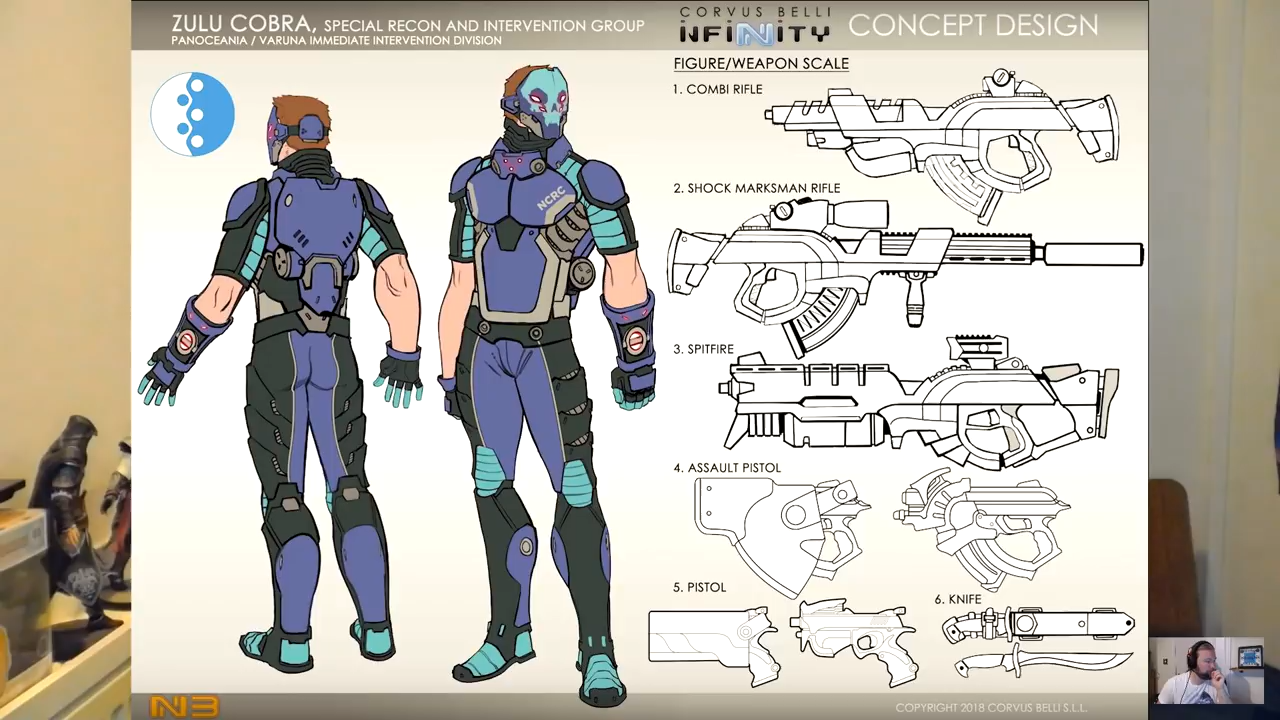 ZULU COBRA, SPECIAL RECON AND INTERVENTION GROUP
PANOCEANIA / VARUNA IMMEDIATE INTERVENTION DIVISION
CORVUS BELLI
INFINITY
CONCEPT DESIGN
FIGURE/WEAPON SCALE
1. COMBI RIFLE
2. SHOCK MARKSMAN RIFLE
NCRC
3. SPITFIRE
4. ASSAULT PISTOL
5. PISTOL
6. KNIFE
N3
COPYRIGHT 2018 CORVUS BELLI S.L.L.